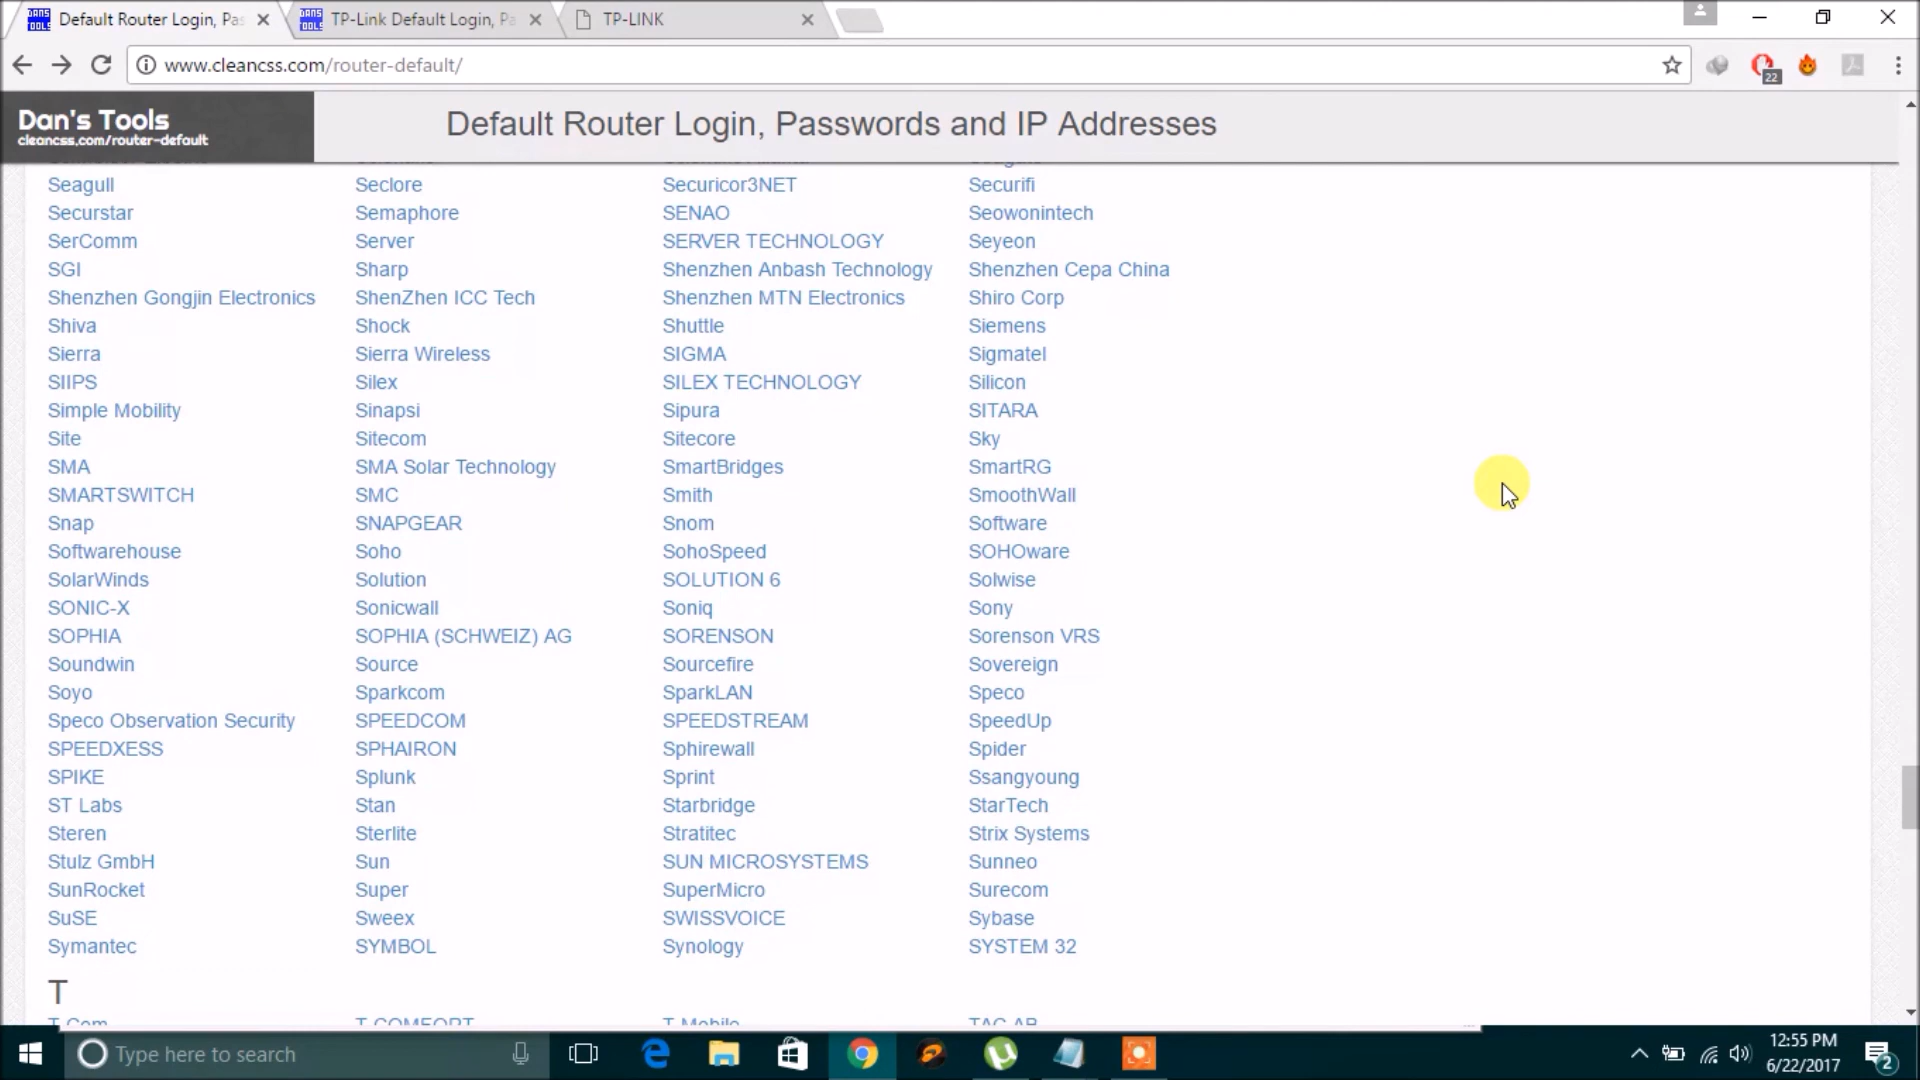 Default Router Login, Pas
TP-Link Default Login, Pa
TP-LINK
www.cleancss.com/router-default/
22
Dan's Tools
cleancss.com/router-default
Default Router Login, Passwords and IP Addresses
Seagull Seclore Securicor3NET Securifi
Securstar Semaphore SENAO Seowonintech
SerComm Server SERVER TECHNOLOGY Seyeon
SGI Sharp Shenzhen Anbash Technology Shenzhen Cepa China
Shenzhen Gongjin Electronics ShenZhen ICC Tech Shenzhen MTN Electronics Shiro Corp
Shiva Shock Shuttle Siemens
Sierra Sierra Wireless SIGMA Sigmatel
SIIPS Silex SILEX TECHNOLOGY Silicon
Simple Mobility Sinapsi Sipura SITARA
Site Sitecom Sitecore Sky
SMA SMA Solar Technology SmartBridges SmartRG
SMARTSWITCH SMC Smith SmoothWall
Snap SNAPGEAR Snom Software
Softwarehouse Soho SohoSpeed SOHOware
SolarWinds Solution SOLUTION 6 Solwise
SONIC-X Sonicwall Soniq Sony
SOPHIA SOPHIA (SCHWEIZ) AG SORENSON Sorenson VRS
Soundwin Source Sourcefire Sovereign
Soyo Sparkcom SparkLAN Speco
Speco Observation Security SPEEDCOM SPEEDSTREAM SpeedUp
SPEEDXESS SPHAIRON Sphirewall Spider
SPIKE Splunk Sprint Ssangyoung
ST Labs Stan Starbridge StarTech
Steren Sterlite Stratitec Strix Systems
Stulz GmbH Sun SUN MICROSYSTEMS Sunneo
SunRocket Super SuperMicro Surecom
SuSE Sweex SWISSVOICE Sybase
Symantec SYMBOL Synology SYSTEM 32
T
T-Com T-COMFORT T-Mobile TAC AB
Type here to search
12:55 PM
6/22/2017
2